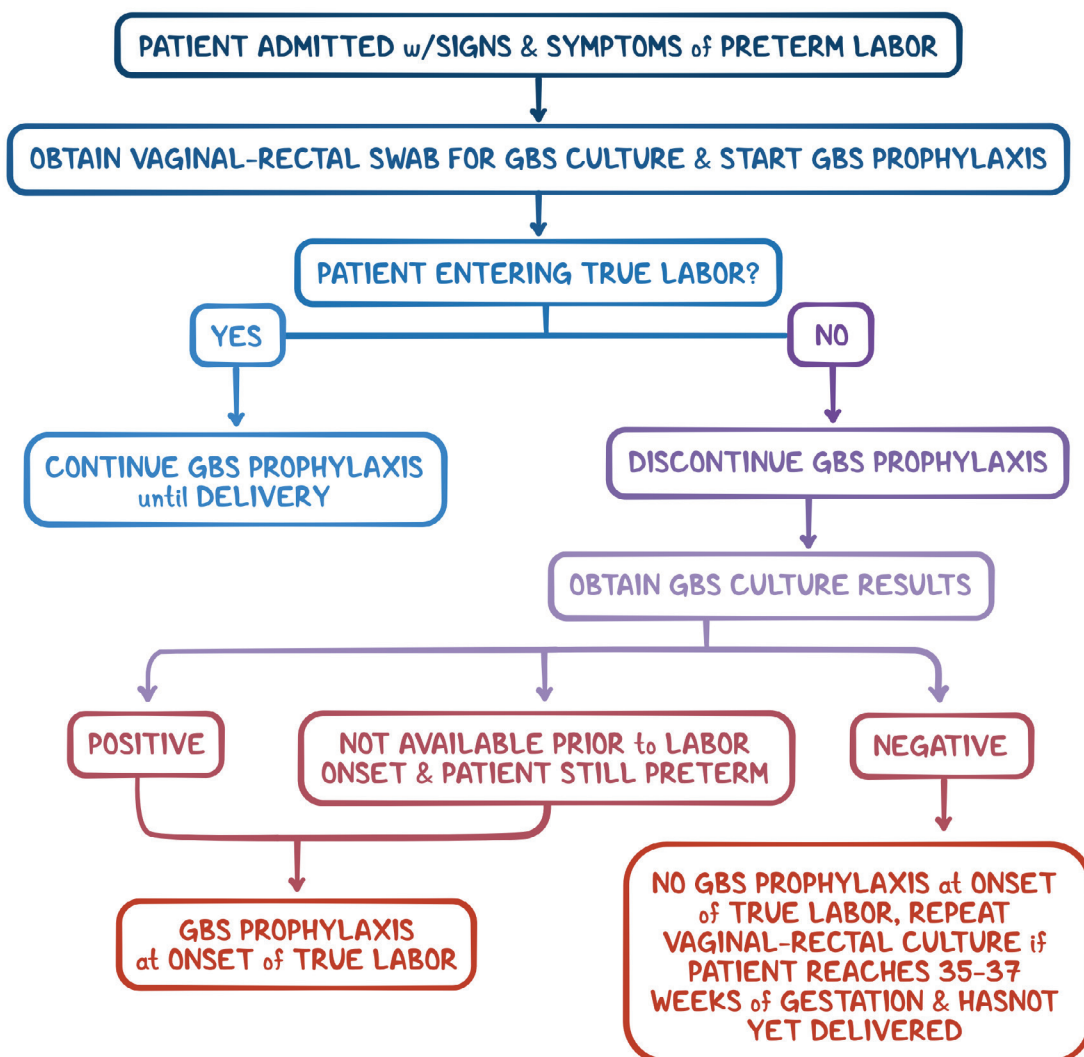 PATIENT ADMITTED w/SIGNS & SYMPTOMS of PRETERM LABOR
OBTAIN VAGINAL-RECTAL SWAB FOR GBS CULTURE & START GBS PROPHYLAXIS
PATIENT ENTERING TRUE LABOR?
YES
NO
CONTINUE GBS PROPHYLAXIS
until DELIVERY
DISCONTINUE GBS PROPHYLAXIS
OBTAIN GBS CULTURE RESULTS
POSITIVE
NOT AVAILABLE PRIOR to LABOR
ONSET & PATIENT STILL PRETERM
NEGATIVE
GBS PROPHYLAXIS
at ONSET of TRUE LABOR
NO GBS PROPHYLAXIS at ONSET
of TRUE LABOR, REPEAT
VAGINAL-RECTAL CULTURE if
PATIENT REACHES 35-37
WEEKS of GESTATION & HASNOT
YET DELIVERED